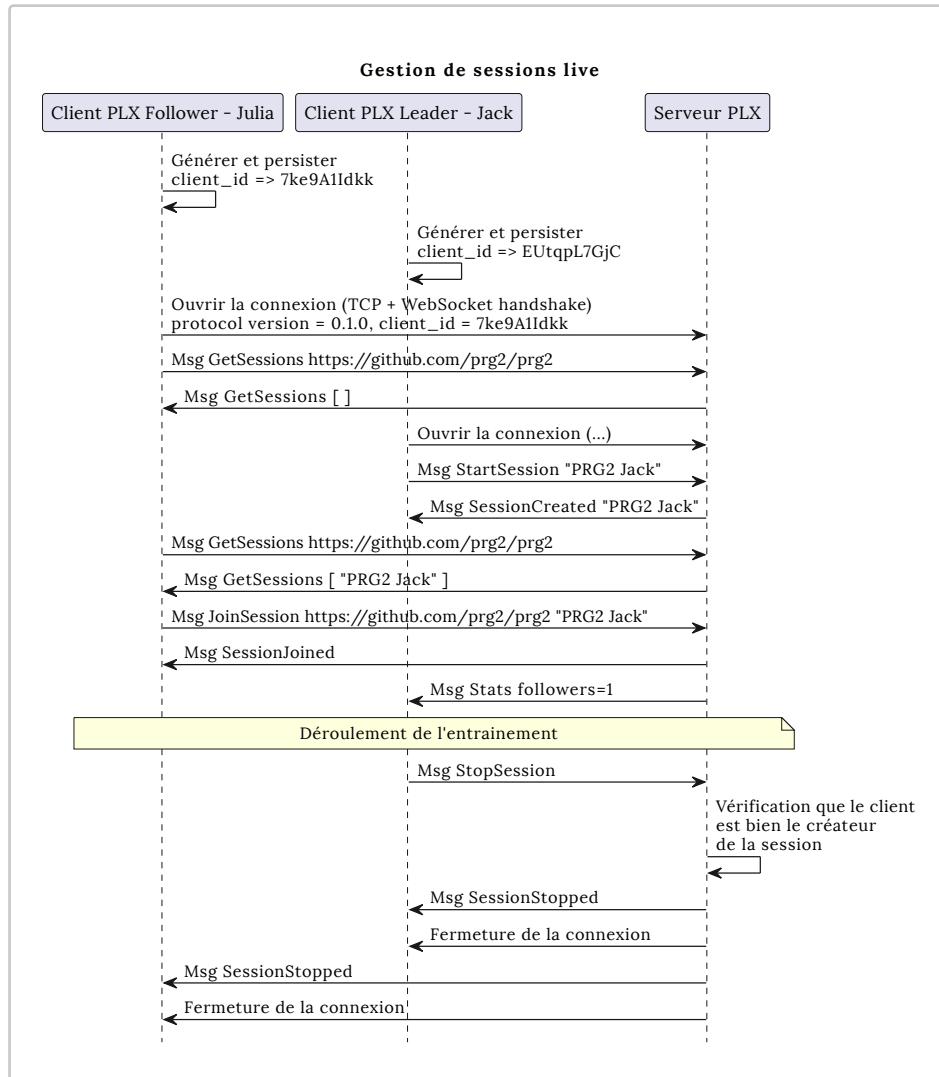 Gestion de sessions live
Client PLX Follower - Julia
Client PLX Leader - Jack
Serveur PLX
Générer et persister
client_id => 7ke9A1Idkk
Générer et persister
client_id => EUtqpL7GjC
Ouvrir la connexion (TCP + WebSocket handshake)
protocol version = 0.1.0, client_id = 7ke9A1Idkk
Msg GetSessions https://github.com/prg2/prg2
Msg GetSessions [ ]
Ouvrir la connexion (...)
Msg StartSession "PRG2 Jack"
Msg SessionCreated "PRG2 Jack"
Msg GetSessions https://github.com/prg2/prg2
Msg GetSessions [ "PRG2 Jack" ]
Msg JoinSession https://github.com/prg2/prg2 "PRG2 Jack"
Msg SessionJoined
Msg Stats followers=1
Déroulement de l'entrainement
Msg StopSession
Vérification que le client
est bien le créateur
de la session
Msg SessionStopped
Fermeture de la connexion
Msg SessionStopped
Fermeture de la connexion